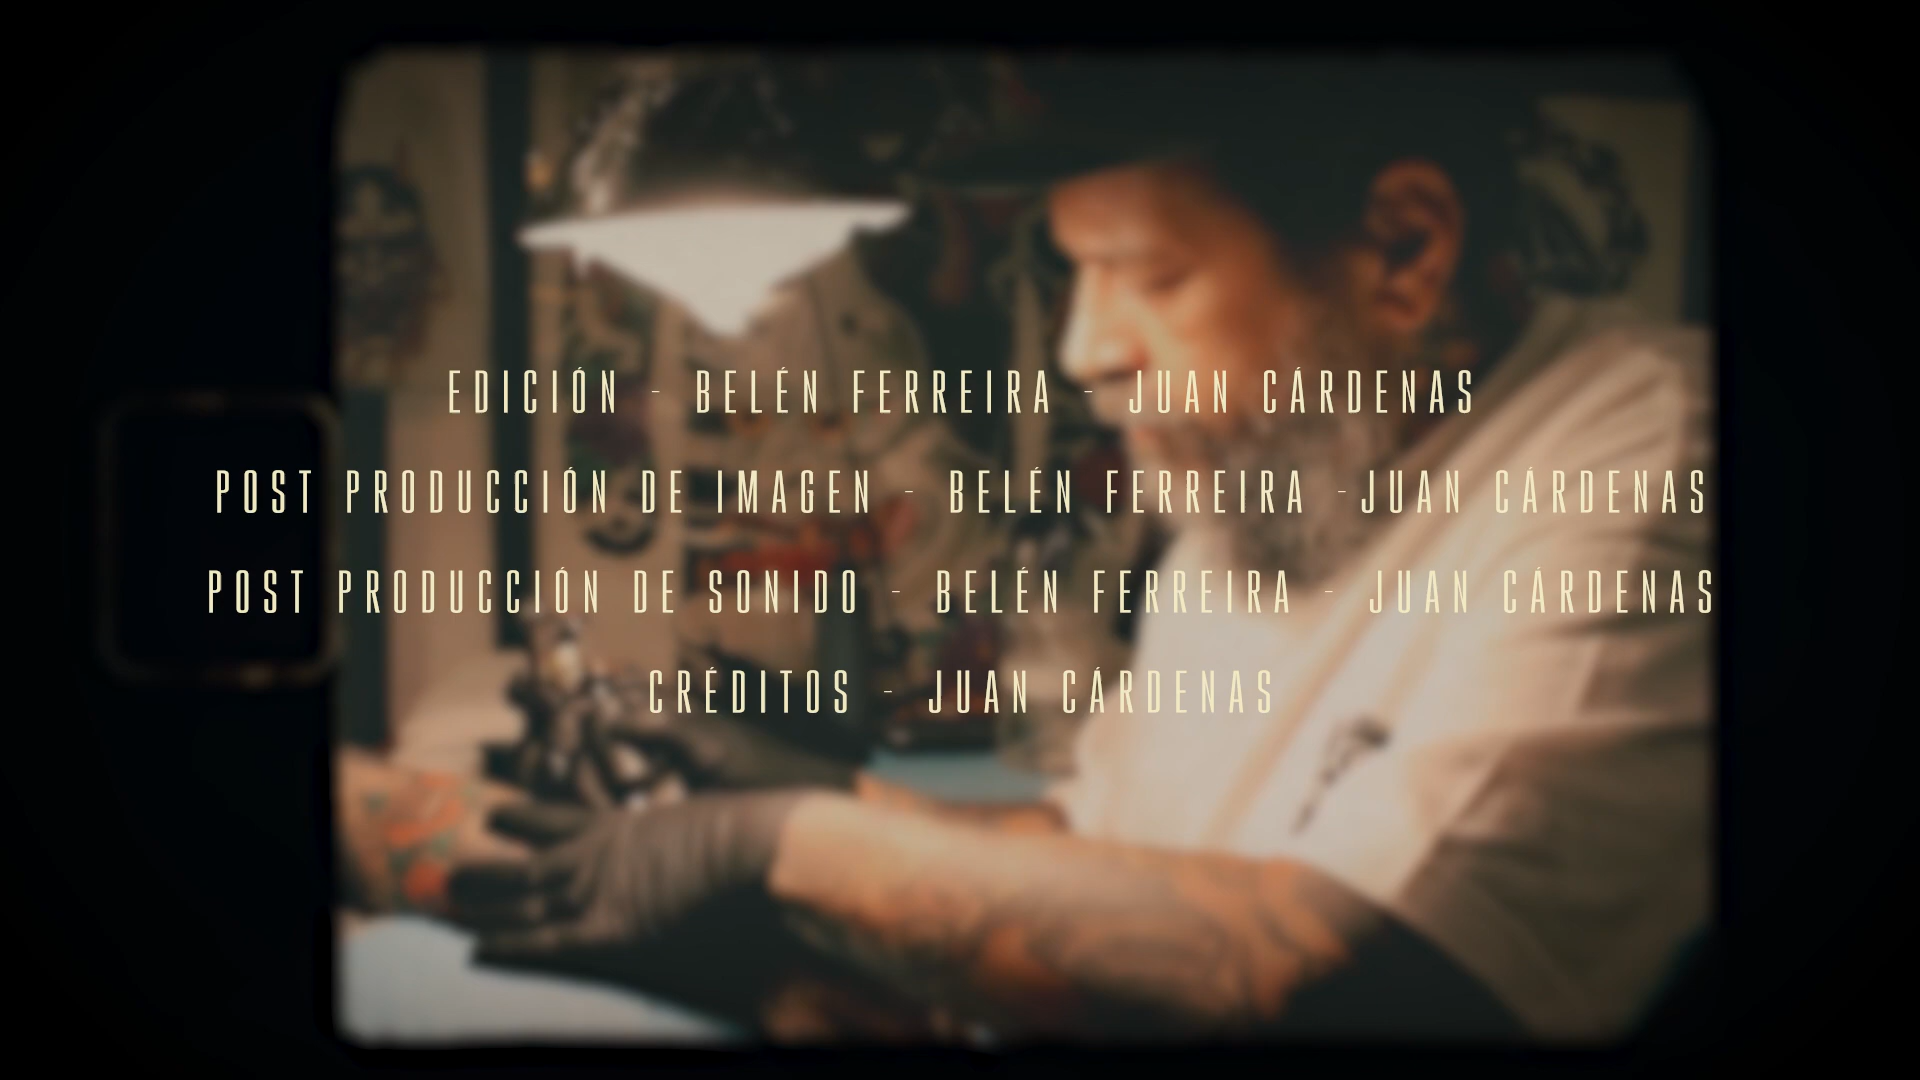 EDICIÓN - BELÉN FERREIRA - JUAN CÁRDENAS
POST PRODUCCIÓN DE IMAGEN - BELÉN FERREIRA -JUAN CÁRDENAS
POST PRODUCCIÓN DE SONIDO - BELÉN FERREIRA - JUAN CÁRDENAS
CRÉDITOS - JUAN CÁRDENAS